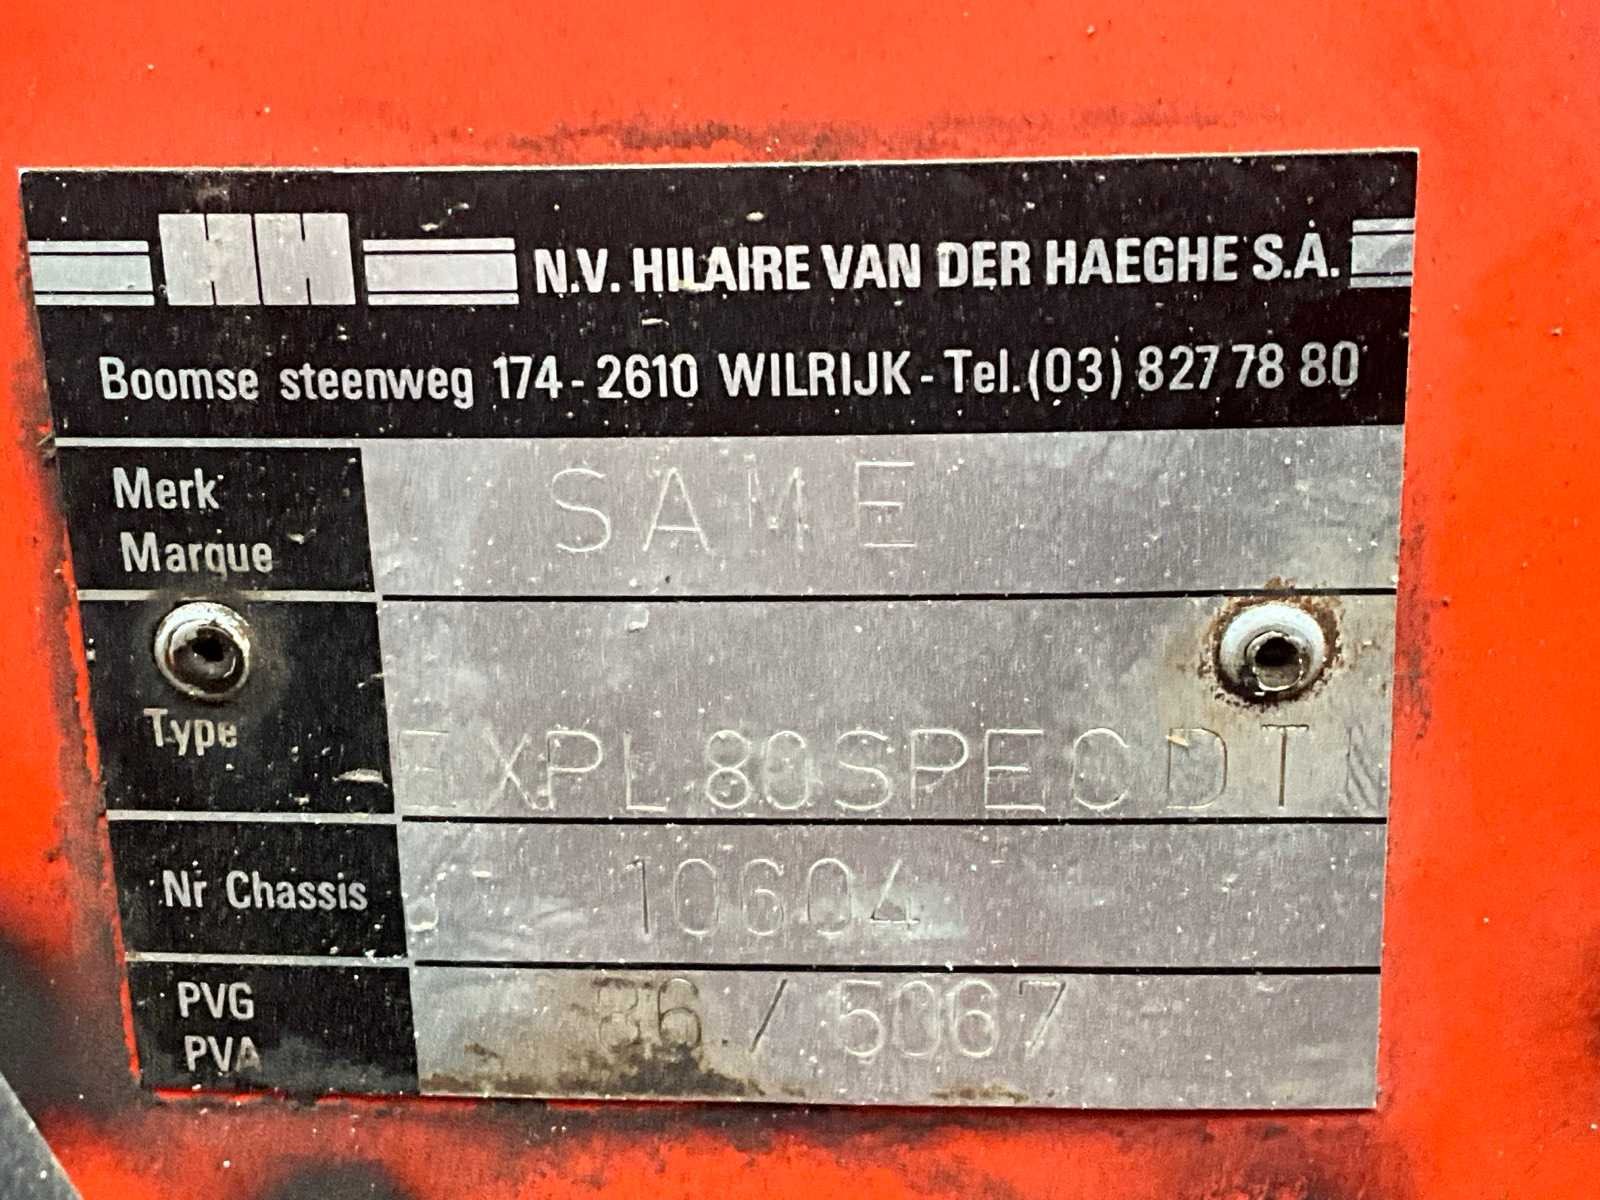 HH N.V. HILAIRE VAN DER HAEGHE S.A.
Boomse steenweg 174 - 2610 WILRIJK - Tel. (03) 827 78 80
Merk SAME
Marque
Type EXPL 80 SPEC DT
Nr Chassis 10604
PVG 86 / 5067
PVA